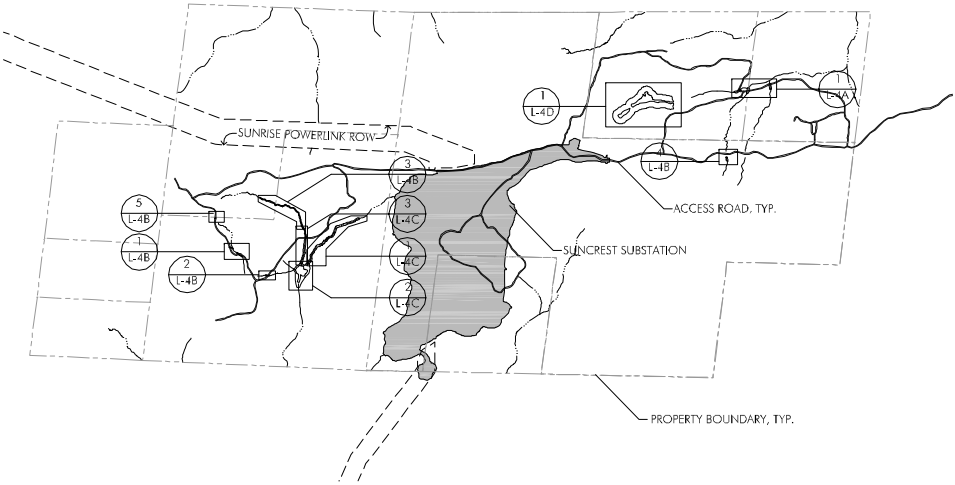 1
L-4D
1
L-4A
SUNRISE POWERLINK ROW
4
L-4B
3
L-4B
5
L-4B
3
L-4C
ACCESS ROAD, TYP.
1
L-4B
SUNCREST SUBSTATION
1
L-4C
2
L-4B
2
L-4C
PROPERTY BOUNDARY, TYP.